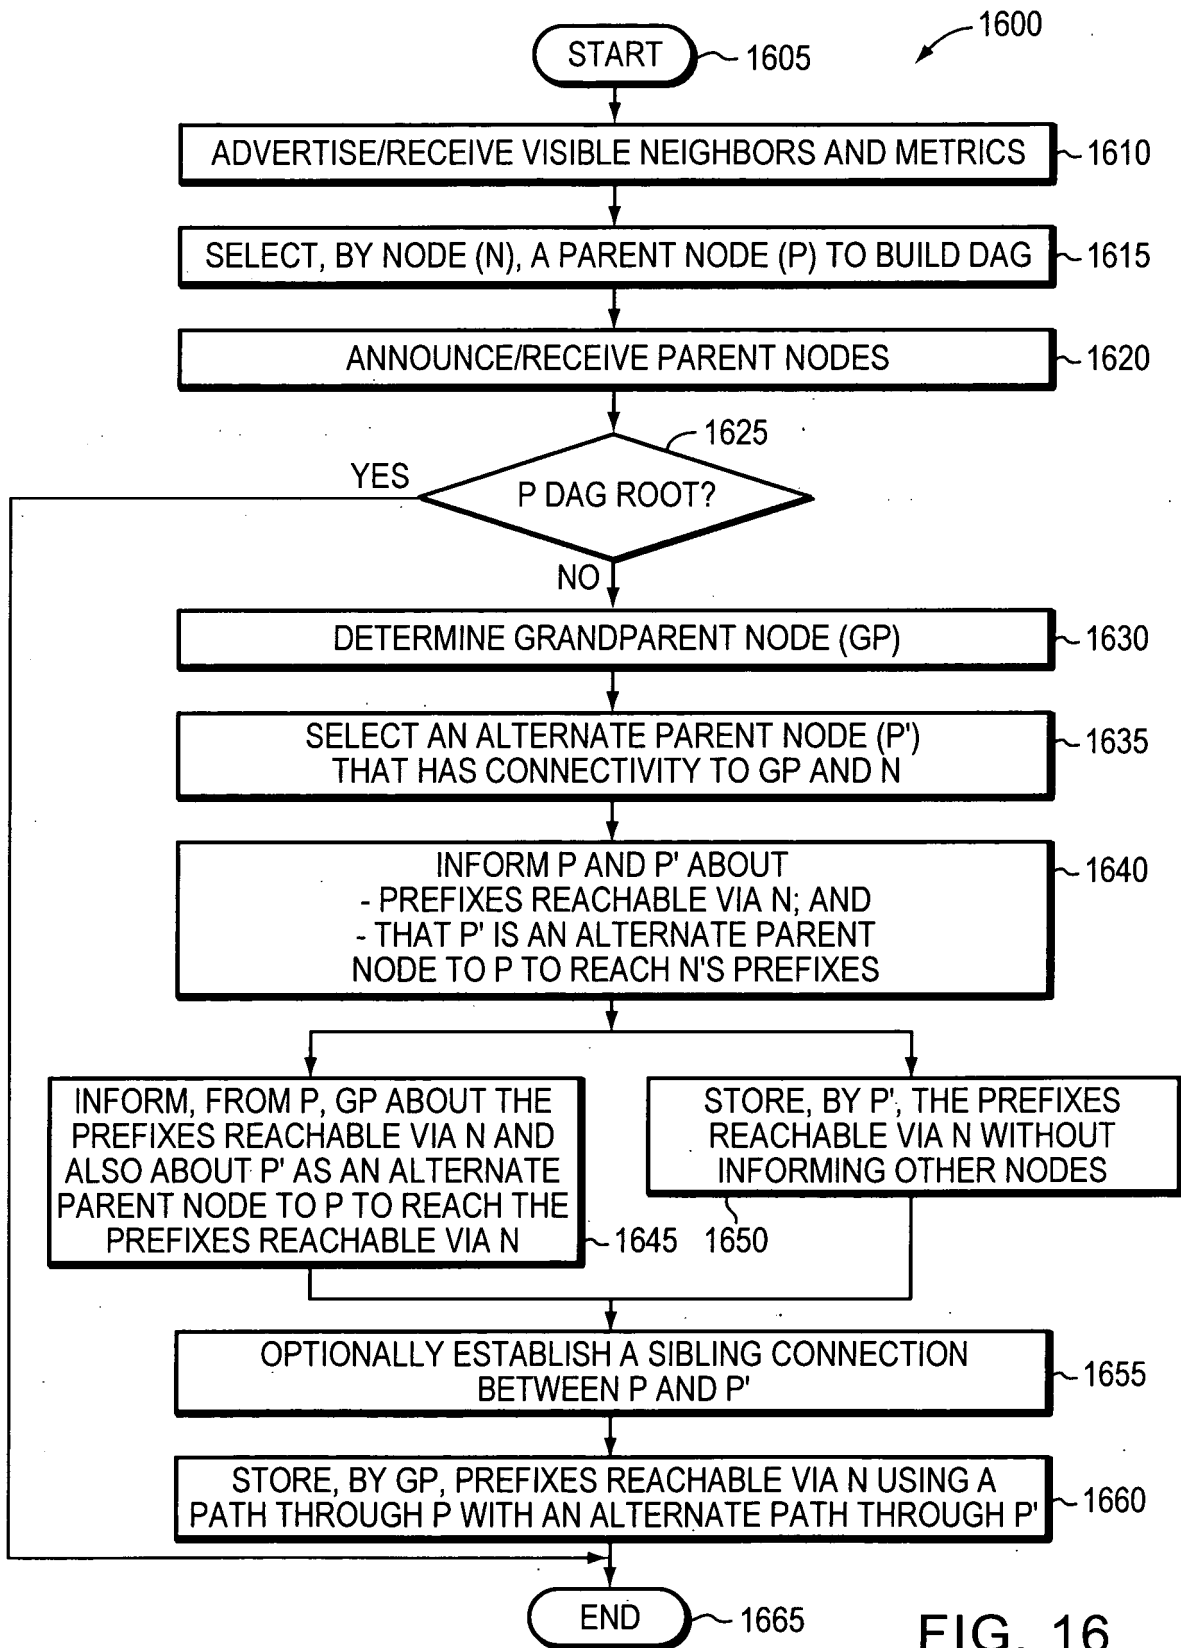 1600
START
1605
ADVERTISE/RECEIVE VISIBLE NEIGHBORS AND METRICS
1610
SELECT, BY NODE (N), A PARENT NODE (P) TO BUILD DAG
1615
ANNOUNCE/RECEIVE PARENT NODES
1620
1625
YES
P DAG ROOT?
NO
DETERMINE GRANDPARENT NODE (GP)
1630
SELECT AN ALTERNATE PARENT NODE (P')
THAT HAS CONNECTIVITY TO GP AND N
1635
INFORM P AND P' ABOUT
- PREFIXES REACHABLE VIA N; AND
- THAT P' IS AN ALTERNATE PARENT
NODE TO P TO REACH N'S PREFIXES
1640
INFORM, FROM P, GP ABOUT THE
PREFIXES REACHABLE VIA N AND
ALSO ABOUT P' AS AN ALTERNATE
PARENT NODE TO P TO REACH THE
PREFIXES REACHABLE VIA N
1645
STORE, BY P', THE PREFIXES
REACHABLE VIA N WITHOUT
INFORMING OTHER NODES
1650
OPTIONALLY ESTABLISH A SIBLING CONNECTION
BETWEEN P AND P'
1655
STORE, BY GP, PREFIXES REACHABLE VIA N USING A
PATH THROUGH P WITH AN ALTERNATE PATH THROUGH P'
1660
END
1665
FIG. 16